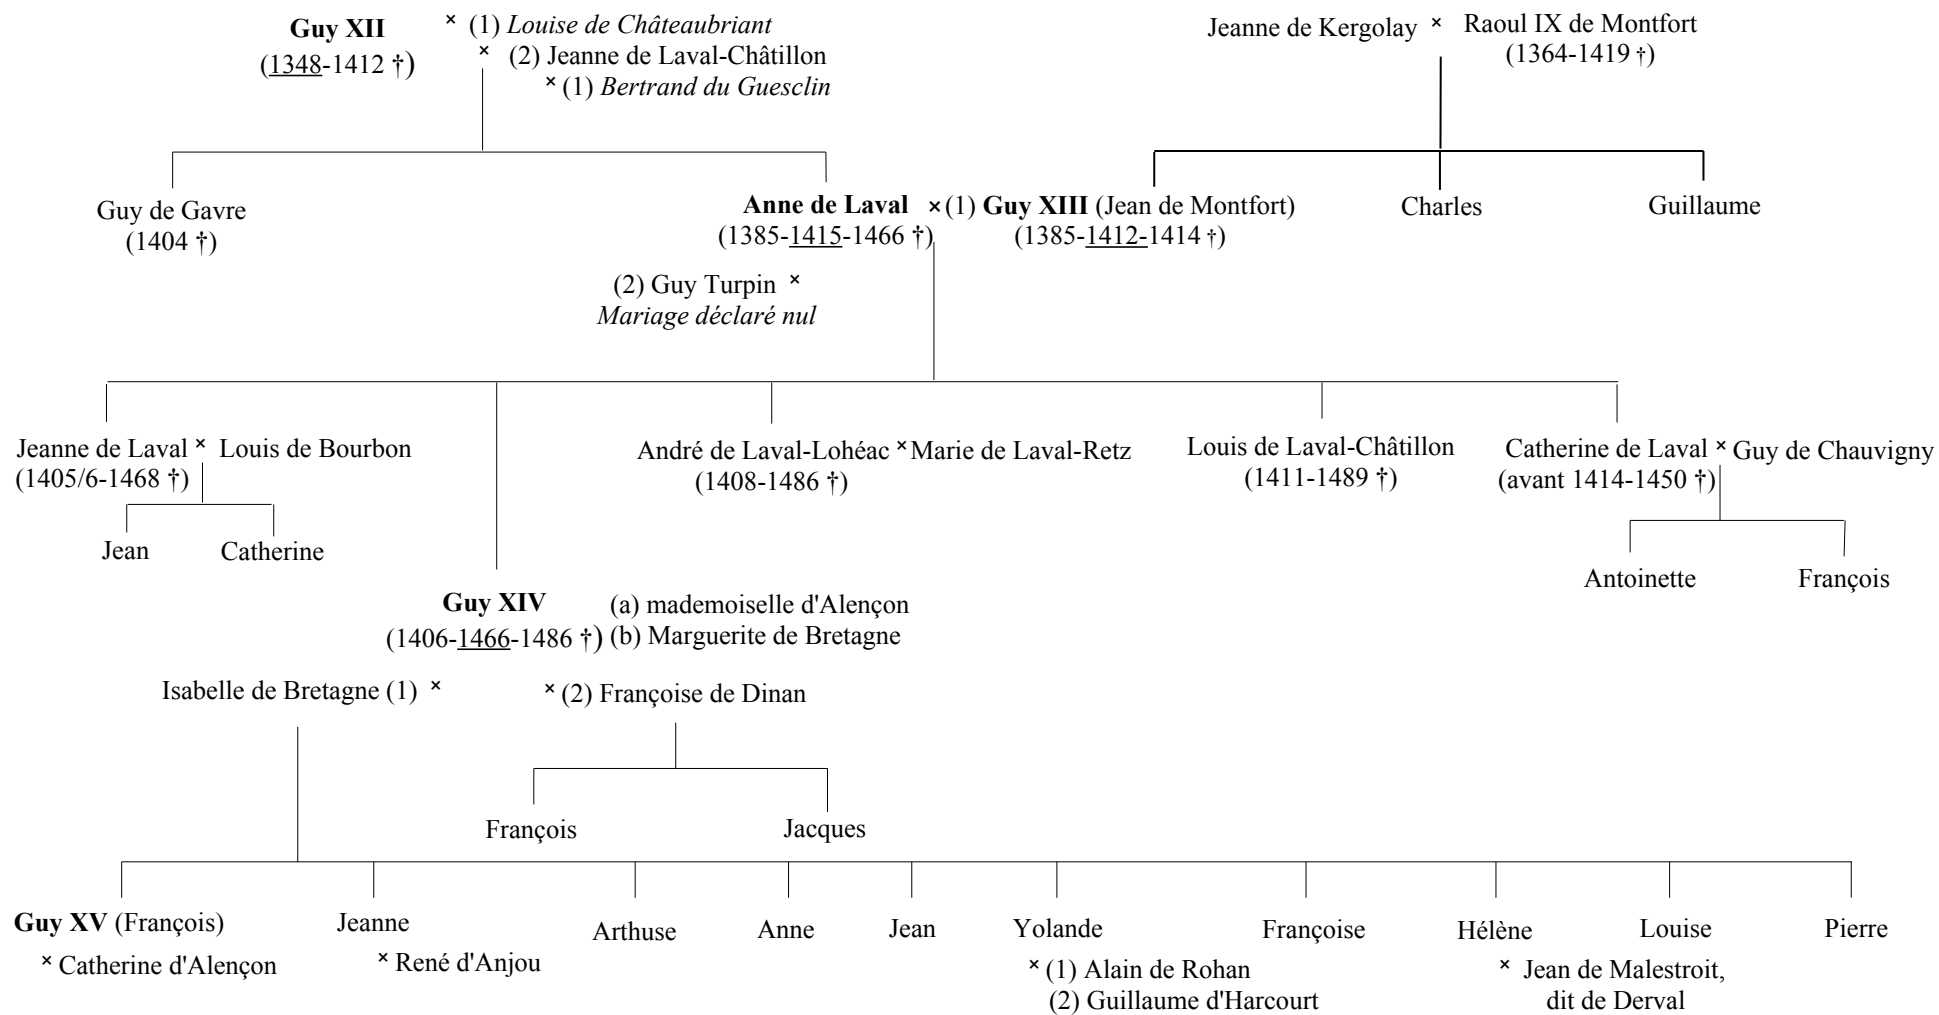 Guy XII × (1) Louise de Châteaubriant
(1348-1412 †) × (2) Jeanne de Laval-Châtillon
× (1) Bertrand du Guesclin
Jeanne de Kergolay × Raoul IX de Montfort
(1364-1419 †)
Guy de Gavre
(1404 †)
Anne de Laval × (1) Guy XIII (Jean de Montfort)
(1385-1415-1466 †) (1385-1412-1414 †)
Charles
Guillaume
(2) Guy Turpin ×
Mariage déclaré nul
Jeanne de Laval × Louis de Bourbon
(1405/6-1468 †)
André de Laval-Lohéac × Marie de Laval-Retz
(1408-1486 †)
Louis de Laval-Châtillon
(1411-1489 †)
Catherine de Laval × Guy de Chauvigny
(avant 1414-1450 †)
Jean
Catherine
Antoinette
François
Guy XIV (a) mademoiselle d'Alençon
(1406-1466-1486 †) (b) Marguerite de Bretagne
Isabelle de Bretagne (1) × × (2) Françoise de Dinan
François
Jacques
Guy XV (François)
× Catherine d'Alençon
Jeanne
× René d'Anjou
Arthuse
Anne
Jean
Yolande
× (1) Alain de Rohan
(2) Guillaume d'Harcourt
Françoise
Hélène
× Jean de Malestroit,
dit de Derval
Louise
Pierre